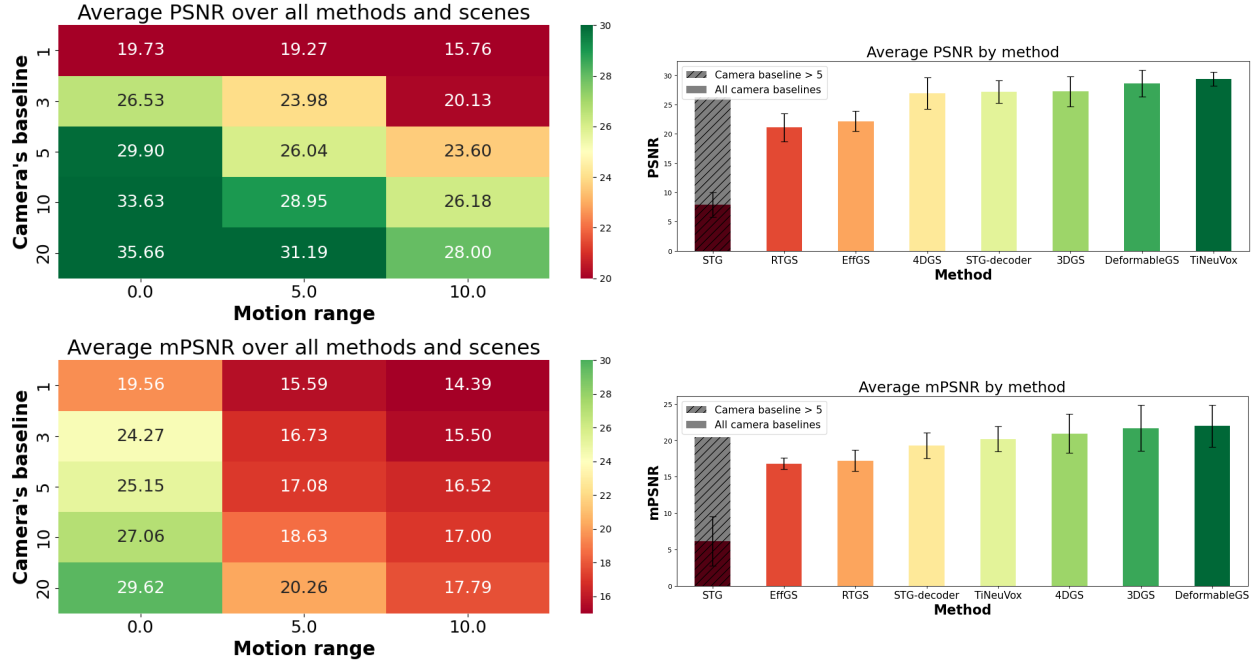 Average PSNR over all methods and scenes
Camera's baseline
1 19.73 19.27 15.76
3 26.53 23.98 20.13
5 29.90 26.04 23.60
10 33.63 28.95 26.18
20 35.66 31.19 28.00
0.0 5.0 10.0
Motion range
30
28
26
24
22
20
Average PSNR by method
Camera baseline > 5
All camera baselines
PSNR
30
25
20
15
10
5
0
STG RTGS EffGS 4DGS STG-decoder 3DGS DeformableGS TiNeuVox
Method
Average mPSNR over all methods and scenes
Camera's baseline
1 19.56 15.59 14.39
3 24.27 16.73 15.50
5 25.15 17.08 16.52
10 27.06 18.63 17.00
20 29.62 20.26 17.79
0.0 5.0 10.0
Motion range
30
28
26
24
22
20
18
16
Average mPSNR by method
Camera baseline > 5
All camera baselines
mPSNR
25
20
15
10
5
0
STG EffGS RTGS STG-decoder TiNeuVox 4DGS 3DGS DeformableGS
Method